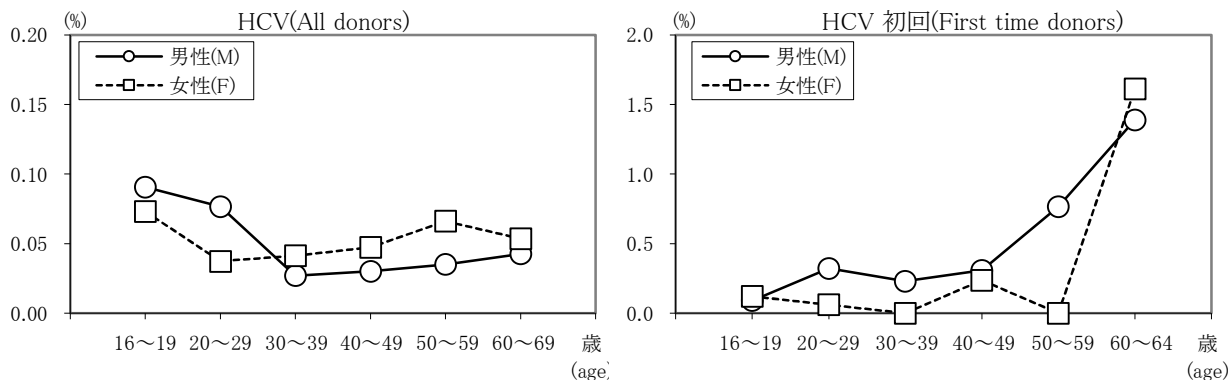 (%)
HCV(All donors)
0.20
0.15
0.10
0.05
0.00
男性(M)
女性(F)
16～19 20～29 30～39 40～49 50～59 60～69 歳
(age)
(%)
HCV 初回(First time donors)
2.0
1.5
1.0
0.5
0.0
男性(M)
女性(F)
16～19 20～29 30～39 40～49 50～59 60～64 歳
(age)